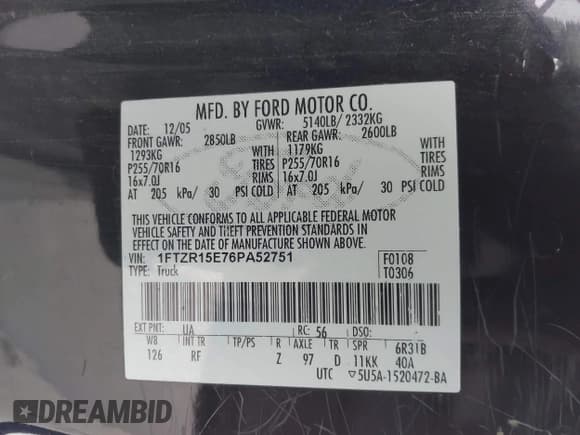 MFD. BY FORD MOTOR CO.
12/05 GVWR: 5140LB/ 2332KG
FRONT GAWR: 2850LB REAR GAWR: 2600LB
1293KG WITH 1179KG WITH
P255/70R16 TIRES P255/70R16 TIRES
16x7.0J RIMS 16x7.0J RIMS
AT 205 kPa/ 30 PSI COLD AT 205 kPa/ 30 PSI COLD
THIS VEHICLE CONFORMS TO ALL APPLICABLE FEDERAL MOTOR
VEHICLE SAFETY AND THEFT PREVENTION STANDARDS IN
EFFECT ON THE DATE OF MANUFACTURE SHOWN ABOVE.
VIN: 1FTZR15E76PA52751 F0108
TYPE: Truck T0306
EXT PNT: UA RC: 56 DSO:
WB INT TR TP/PS R AXLE TR SPR 6R31B
126 RF Z 97 D 11KK 40A
UTC ▽5U5A-1520472-BA
DREAMBID